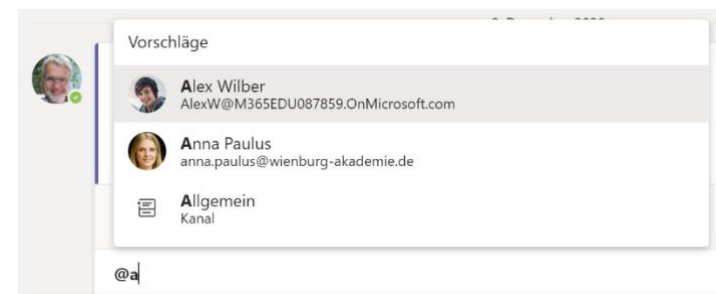 Vorschläge
Alex Wilber
AlexW@M365EDU087859.OnMicrosoft.com
Anna Paulus
anna.paulus@wienburg-akademie.de
Allgemein
Kanal
@a